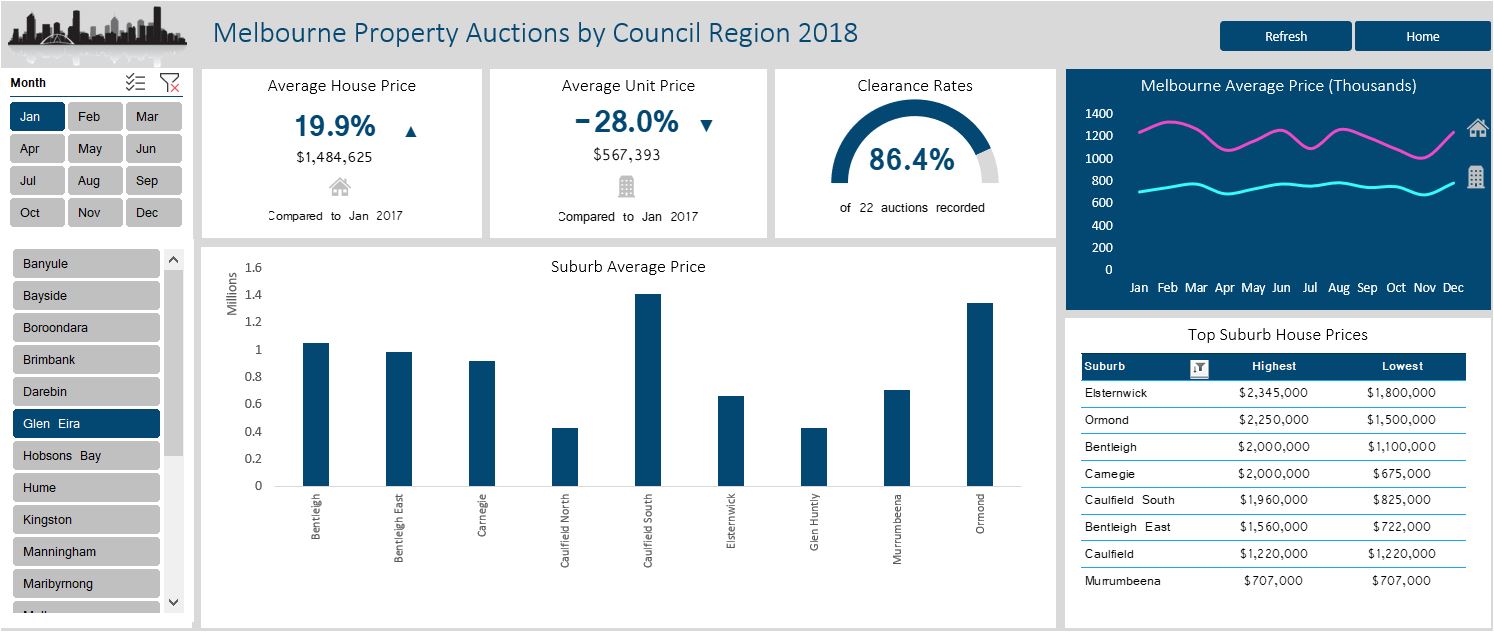 Melbourne Property Auctions by Council Region 2018
Refresh
Home
Month
Jan
Feb
Mar
Apr
May
Jun
Jul
Aug
Sep
Oct
Nov
Dec
Banyule
Bayside
Boroondara
Brimbank
Darebin
Glen Eira
Hobsons Bay
Hume
Kingston
Manningham
Maribyrnong
Average House Price
19.9% ▲
$1,484,625
Compared to Jan 2017
Average Unit Price
-28.0% ▼
$567,393
Compared to Jan 2017
Clearance Rates
86.4%
of 22 auctions recorded
Suburb Average Price
Millions
1.6
1.4
1.2
1
0.8
0.6
0.4
0.2
0
Bentleigh
Bentleigh East
Carnegie
Caulfield North
Caulfield South
Elsternwick
Glen Huntly
Murrumbeena
Ormond
Melbourne Average Price (Thousands)
1400
1200
1000
800
600
400
200
0
Jan Feb Mar Apr May Jun Jul Aug Sep Oct Nov Dec
Top Suburb House Prices
Suburb Highest Lowest
Elsternwick $2,345,000 $1,800,000
Ormond $2,250,000 $1,500,000
Bentleigh $2,000,000 $1,100,000
Carnegie $2,000,000 $675,000
Caulfield South $1,960,000 $825,000
Bentleigh East $1,560,000 $722,000
Caulfield $1,220,000 $1,220,000
Murrumbeena $707,000 $707,000